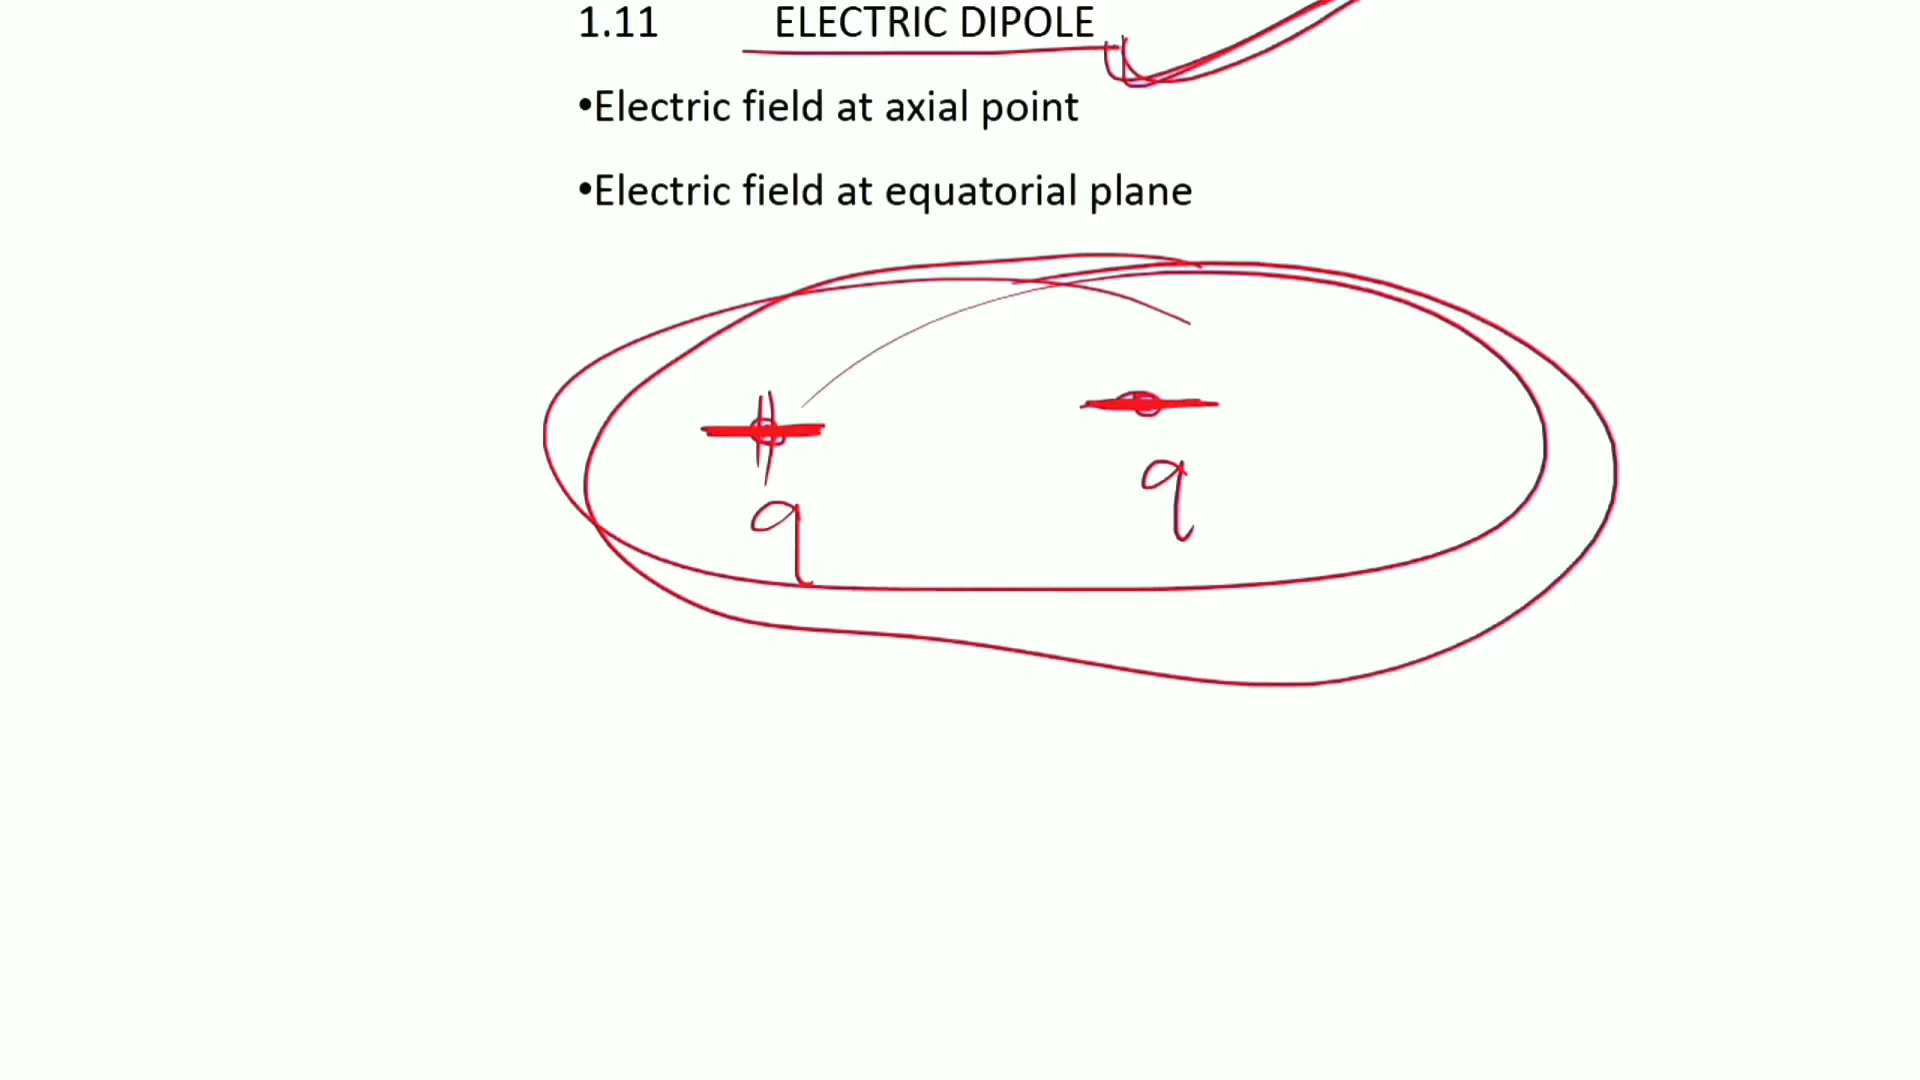 1.11 ELECTRIC DIPOLE
•Electric field at axial point
•Electric field at equatorial plane
+ -
q q